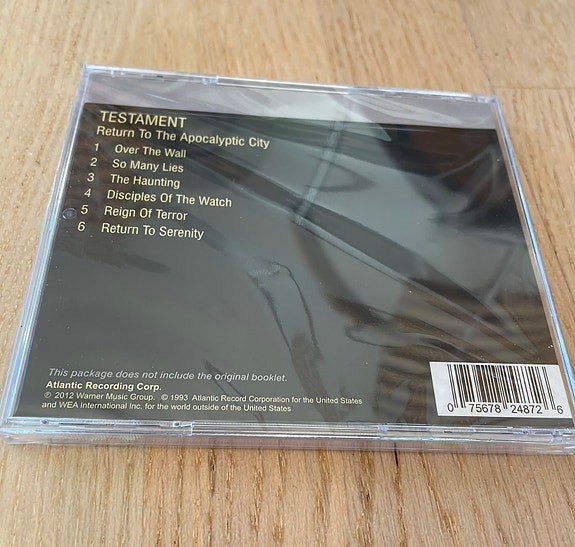 TESTAMENT
Return To The Apocalyptic City
1 Over The Wall
2 So Many Lies
3 The Haunting
4 Disciples Of The Watch
5 Reign Of Terror
6 Return To Serenity
This package does not include the original booklet.
Atlantic Recording Corp.
℗ 2012 Warner Music Group. © 1993 Atlantic Record Corporation for the United States
and WEA International Inc. for the world outside of the United States
0 75678 24872 6